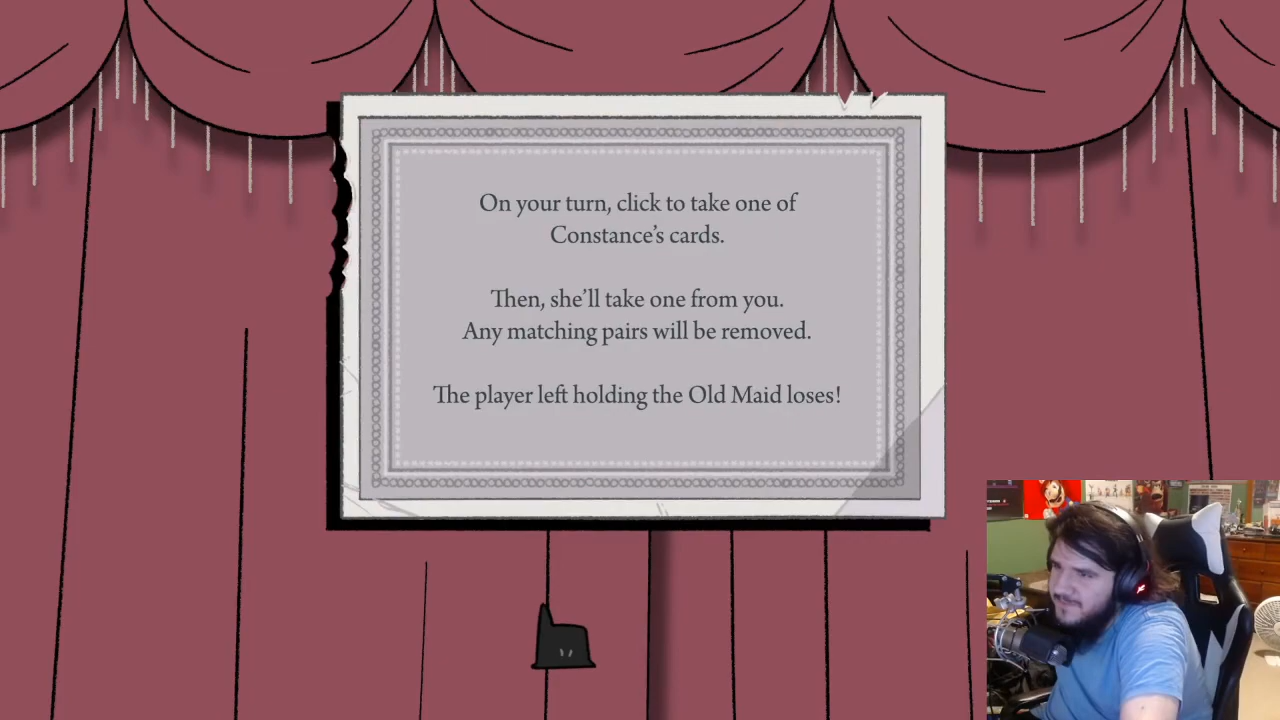 On your turn, click to take one of
Constance's cards.
Then, she'll take one from you.
Any matching pairs will be removed.
The player left holding the Old Maid loses!